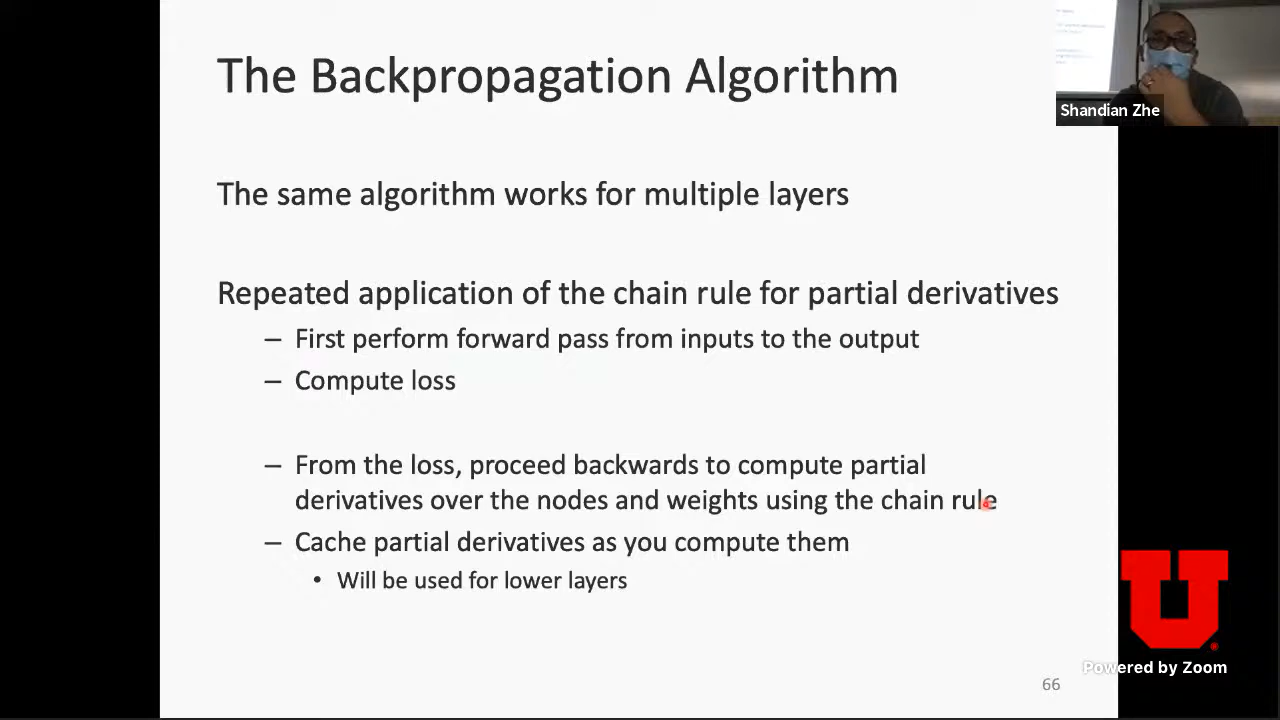 The Backpropagation Algorithm
Shandian Zhe
The same algorithm works for multiple layers
Repeated application of the chain rule for partial derivatives
– First perform forward pass from inputs to the output
– Compute loss
– From the loss, proceed backwards to compute partial
derivatives over the nodes and weights using the chain rule
– Cache partial derivatives as you compute them
• Will be used for lower layers
U
Powered by Zoom
66